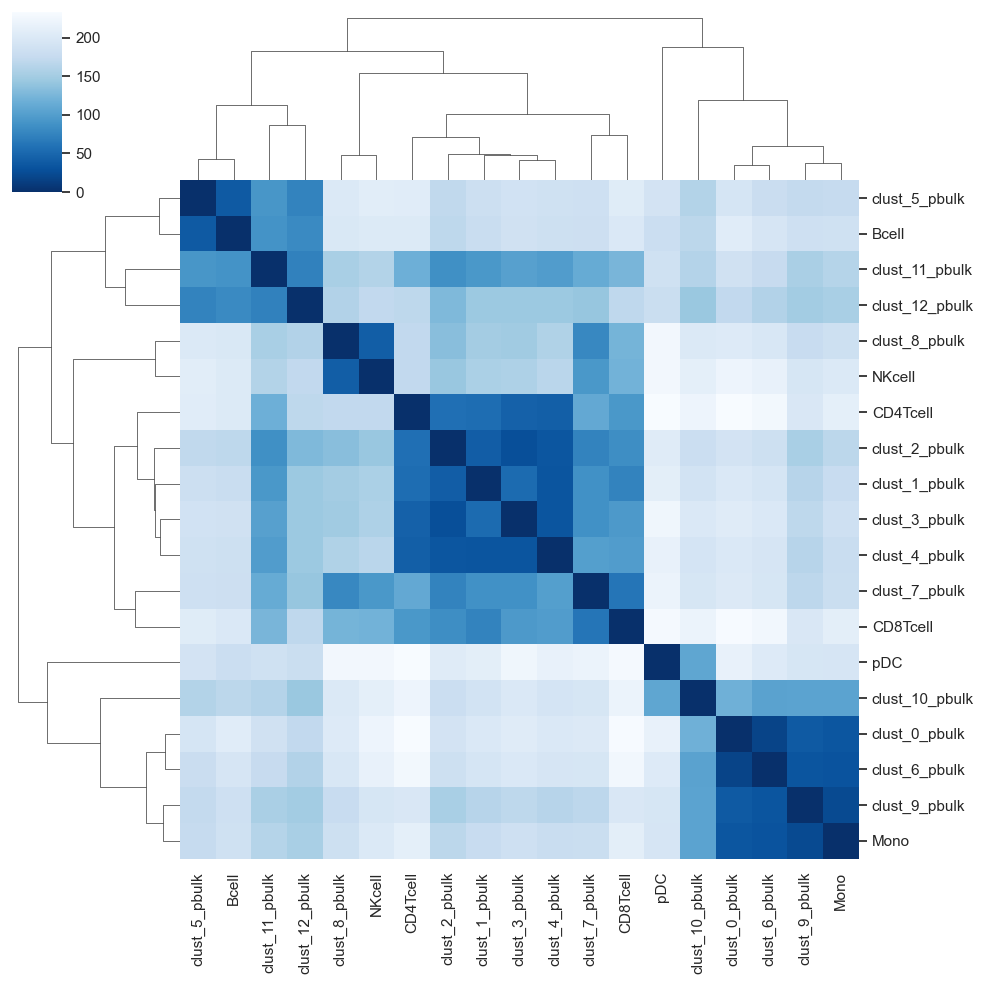 200
150
100
50
0
clust_5_pbulk
Bcell
clust_11_pbulk
clust_12_pbulk
clust_8_pbulk
NKcell
CD4Tcell
clust_2_pbulk
clust_1_pbulk
clust_3_pbulk
clust_4_pbulk
clust_7_pbulk
CD8Tcell
pDC
clust_10_pbulk
clust_0_pbulk
clust_6_pbulk
clust_9_pbulk
Mono
clust_5_pbulk
Bcell
clust_11_pbulk
clust_12_pbulk
clust_8_pbulk
NKcell
CD4Tcell
clust_2_pbulk
clust_1_pbulk
clust_3_pbulk
clust_4_pbulk
clust_7_pbulk
CD8Tcell
pDC
clust_10_pbulk
clust_0_pbulk
clust_6_pbulk
clust_9_pbulk
Mono